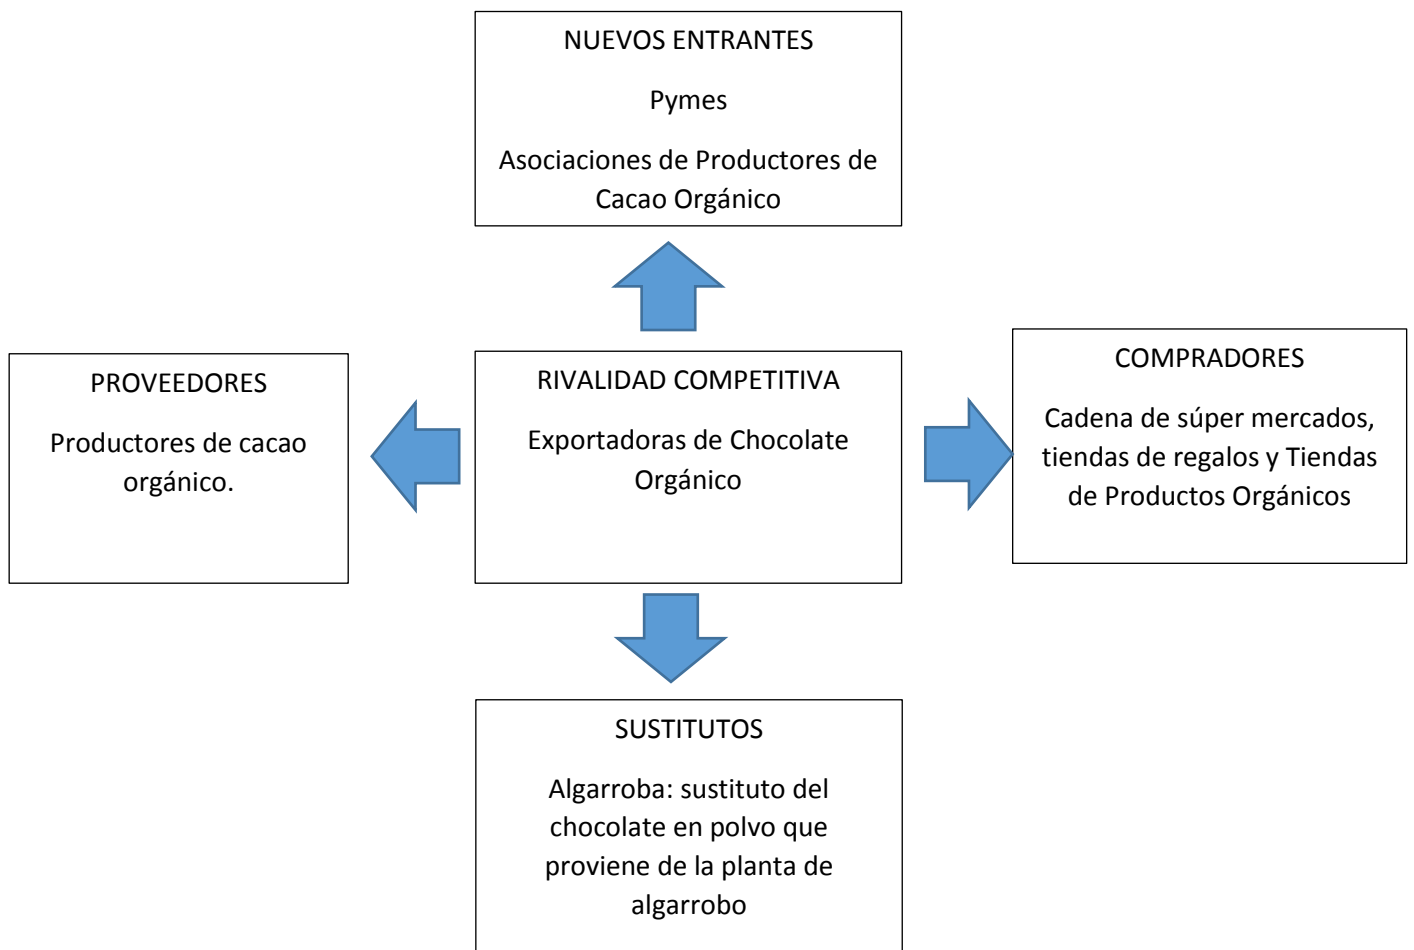 NUEVOS ENTRANTES
Pymes
Asociaciones de Productores de
Cacao Orgánico
PROVEEDORES
Productores de cacao
orgánico.
RIVALIDAD COMPETITIVA
Exportadoras de Chocolate
Orgánico
COMPRADORES
Cadena de súper mercados,
tiendas de regalos y Tiendas
de Productos Orgánicos
SUSTITUTOS
Algarroba: sustituto del
chocolate en polvo que
proviene de la planta de
algarrobo